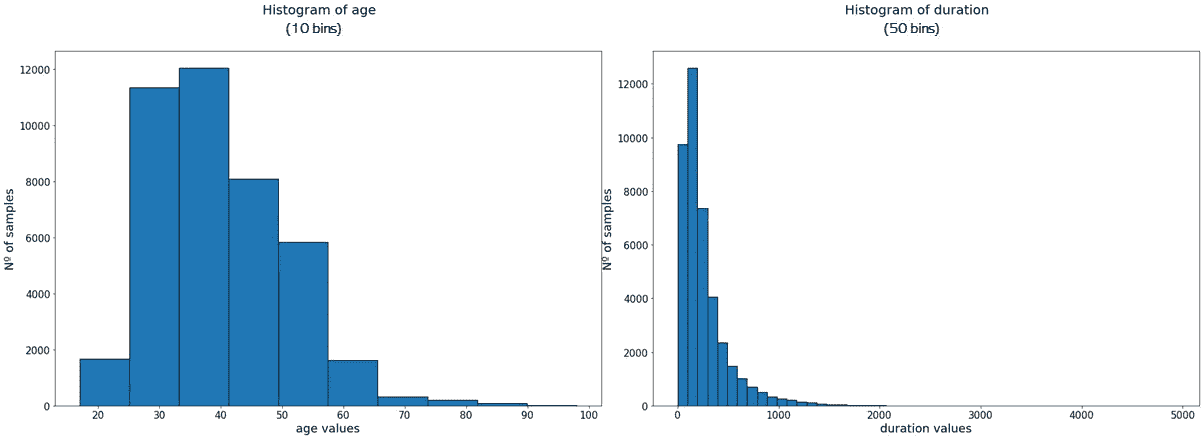 Histogram of age
(10 bins)
12000
10000
8000
6000
4000
2000
0
Nº of samples
20 30 40 50 60 70 80 90 100
age values
Histogram of duration
(50 bins)
12000
10000
8000
6000
4000
2000
0
Nº of samples
0 1000 2000 3000 4000 5000
duration values